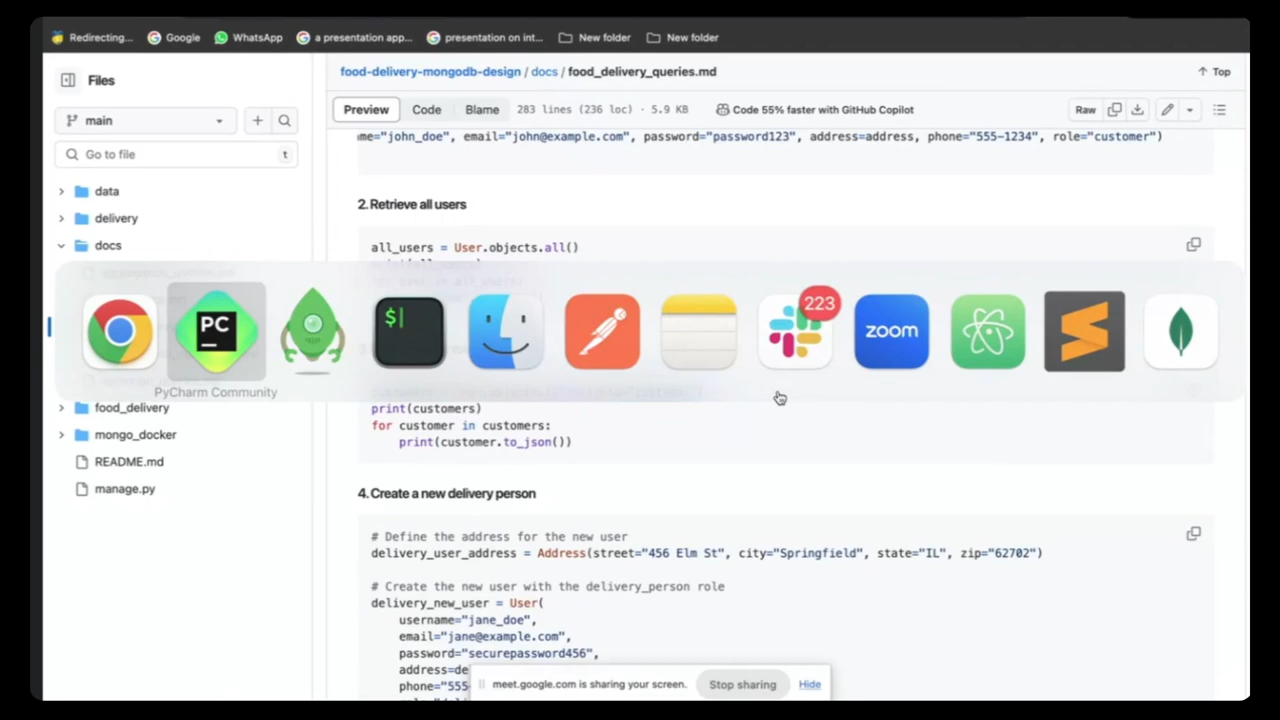 Redirecting... Google WhatsApp a presentation app... presentation on int... New folder New folder
Files
food-delivery-mongodb-design / docs / food_delivery_queries.md
Top
main
Preview Code Blame 283 lines (236 loc) · 5.9 KB Code 55% faster with GitHub Copilot Raw
Go to file t
me="john_doe", email="john@example.com", password="password123", address=address, phone="555-1234", role="customer")
data
delivery
docs
2. Retrieve all users
all_users = User.objects.all()
223
PC
$
zoom
PyCharm Community
food_delivery
mongo_docker
README.md
manage.py
print(customers)
for customer in customers:
print(customer.to_json())
4. Create a new delivery person
# Define the address for the new user
delivery_user_address = Address(street="456 Elm St", city="Springfield", state="IL", zip="62702")
# Create the new user with the delivery_person role
delivery_new_user = User(
username="jane_doe",
email="jane@example.com",
password="securepassword456",
address=de
phone="555-
meet.google.com is sharing your screen. Stop sharing Hide